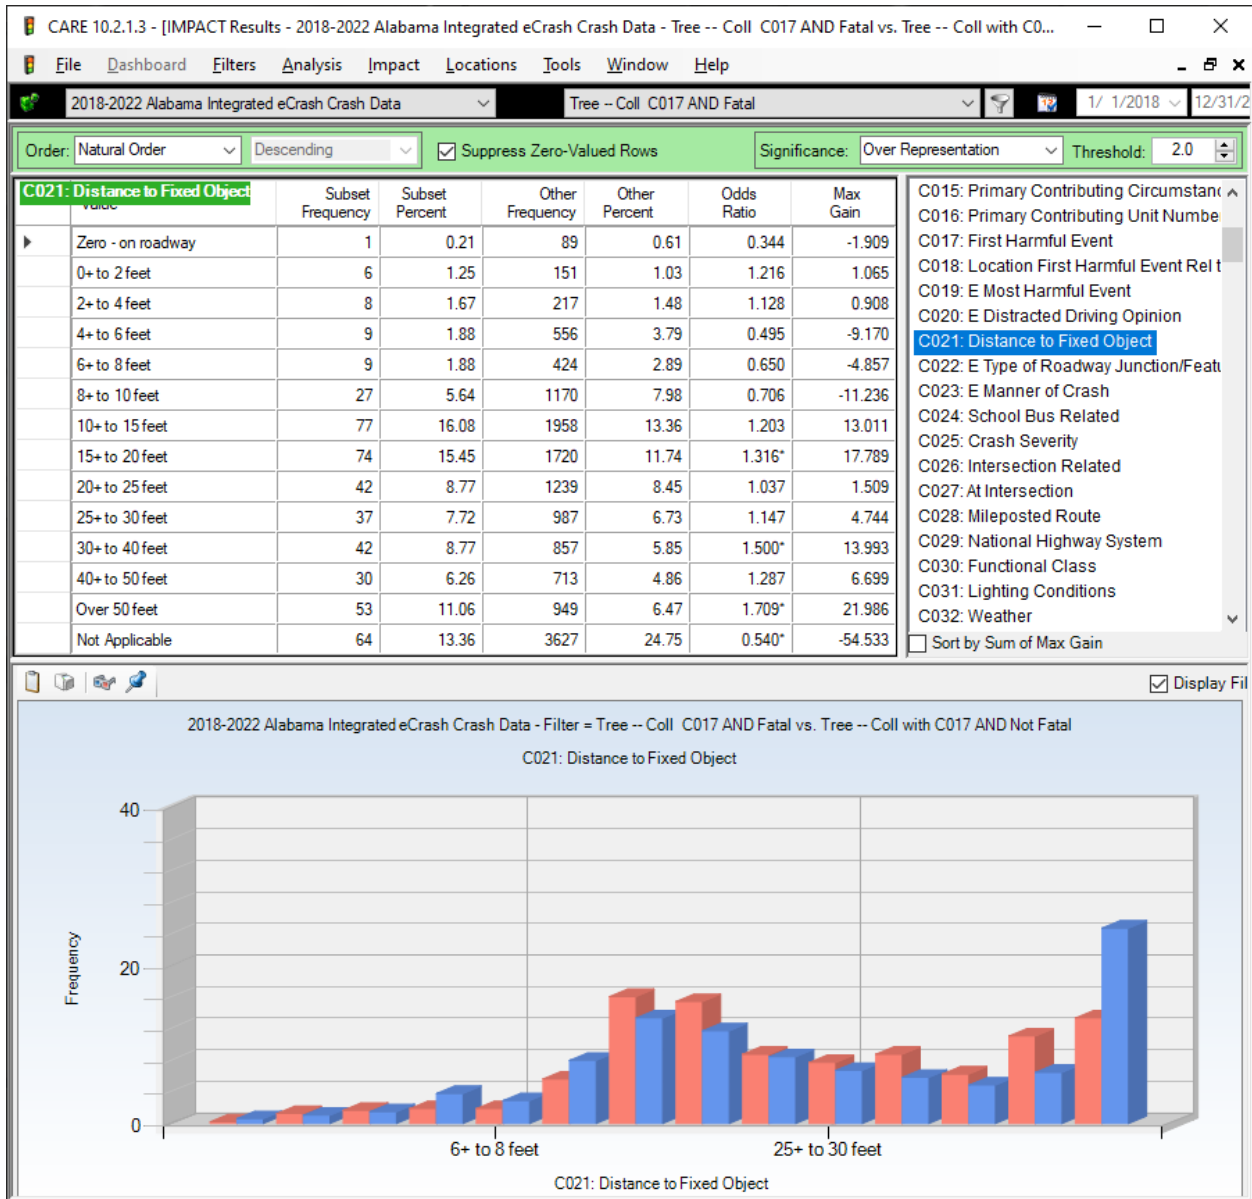 CARE 10.2.1.3 - [IMPACT Results - 2018-2022 Alabama Integrated eCrash Crash Data - Tree -- Coll C017 AND Fatal vs. Tree -- Coll with C0...
File Dashboard Filters Analysis Impact Locations Tools Window Help
2018-2022 Alabama Integrated eCrash Crash Data Tree -- Coll C017 AND Fatal 1/ 1/2018 12/31/2
Order: Natural Order Descending Suppress Zero-Valued Rows Significance: Over Representation Threshold: 2.0
C021: Distance to Fixed Object Subset Frequency Subset Percent Other Frequency Other Percent Odds Ratio Max Gain
Zero - on roadway 1 0.21 89 0.61 0.344 -1.909
0+ to 2 feet 6 1.25 151 1.03 1.216 1.065
2+ to 4 feet 8 1.67 217 1.48 1.128 0.908
4+ to 6 feet 9 1.88 556 3.79 0.495 -9.170
6+ to 8 feet 9 1.88 424 2.89 0.650 -4.857
8+ to 10 feet 27 5.64 1170 7.98 0.706 -11.236
10+ to 15 feet 77 16.08 1958 13.36 1.203 13.011
15+ to 20 feet 74 15.45 1720 11.74 1.316* 17.789
20+ to 25 feet 42 8.77 1239 8.45 1.037 1.509
25+ to 30 feet 37 7.72 987 6.73 1.147 4.744
30+ to 40 feet 42 8.77 857 5.85 1.500* 13.993
40+ to 50 feet 30 6.26 713 4.86 1.287 6.699
Over 50 feet 53 11.06 949 6.47 1.709* 21.986
Not Applicable 64 13.36 3627 24.75 0.540* -54.533
C015: Primary Contributing Circumstanc
C016: Primary Contributing Unit Number
C017: First Harmful Event
C018: Location First Harmful Event Rel t
C019: E Most Harmful Event
C020: E Distracted Driving Opinion
C021: Distance to Fixed Object
C022: E Type of Roadway Junction/Featu
C023: E Manner of Crash
C024: School Bus Related
C025: Crash Severity
C026: Intersection Related
C027: At Intersection
C028: Mileposted Route
C029: National Highway System
C030: Functional Class
C031: Lighting Conditions
C032: Weather
Sort by Sum of Max Gain
Display Fil
2018-2022 Alabama Integrated eCrash Crash Data - Filter = Tree -- Coll C017 AND Fatal vs. Tree -- Coll with C017 AND Not Fatal
C021: Distance to Fixed Object
40
20
0
Frequency
6+ to 8 feet 25+ to 30 feet
C021: Distance to Fixed Object